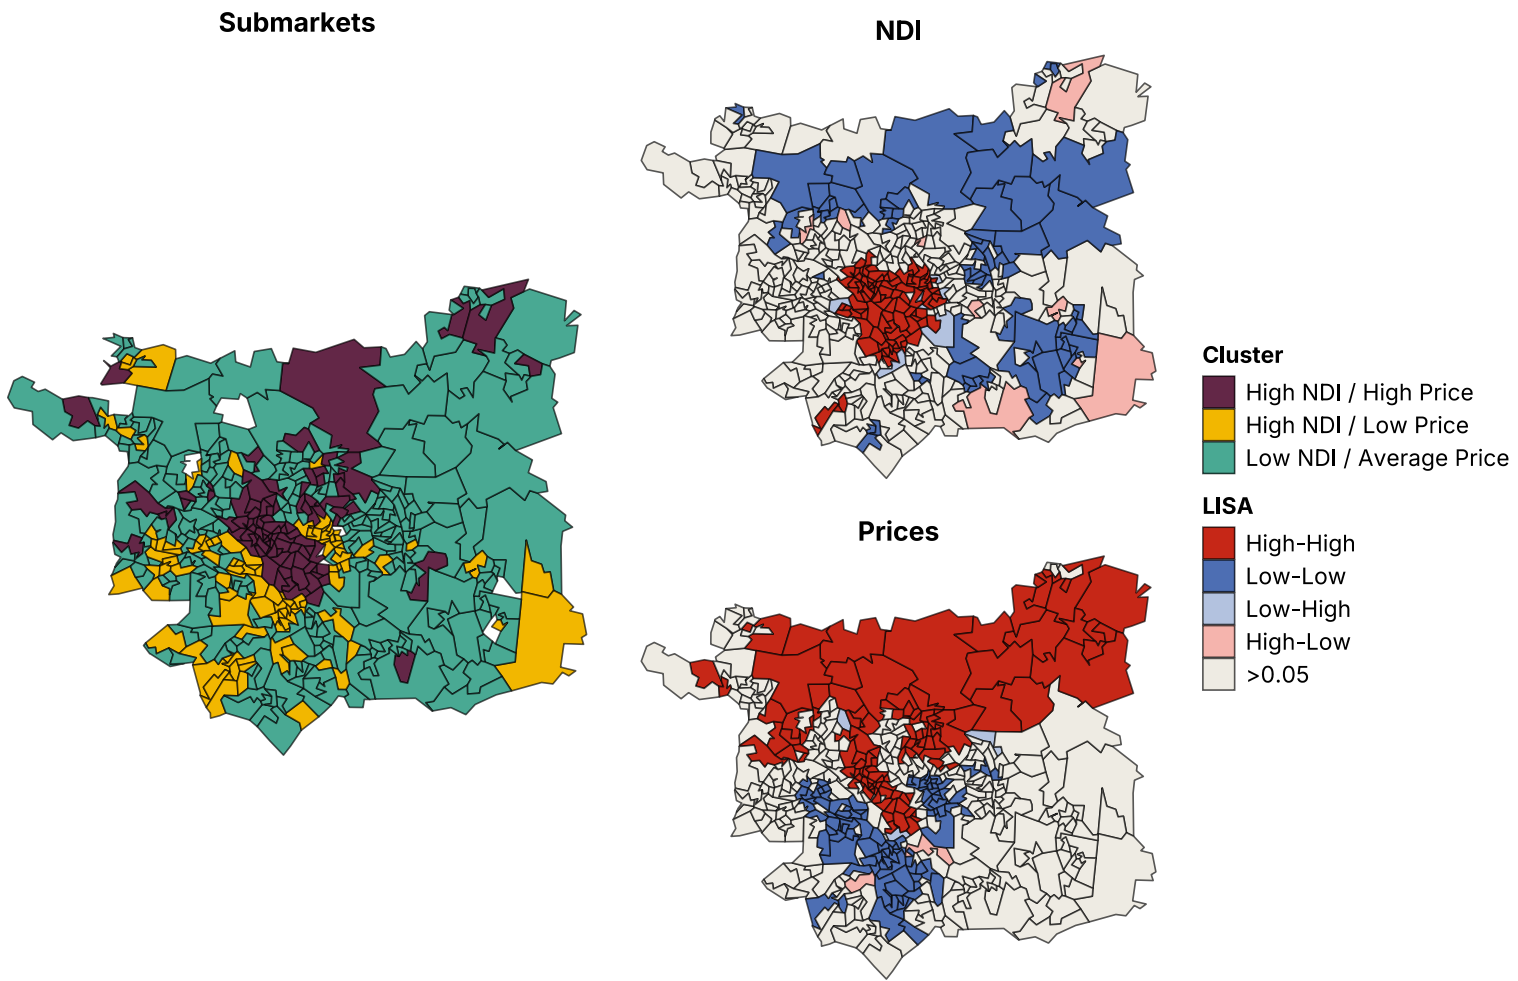 Submarkets
NDI
Prices
Cluster
High NDI / High Price
High NDI / Low Price
Low NDI / Average Price
LISA
High-High
Low-Low
Low-High
High-Low
>0.05